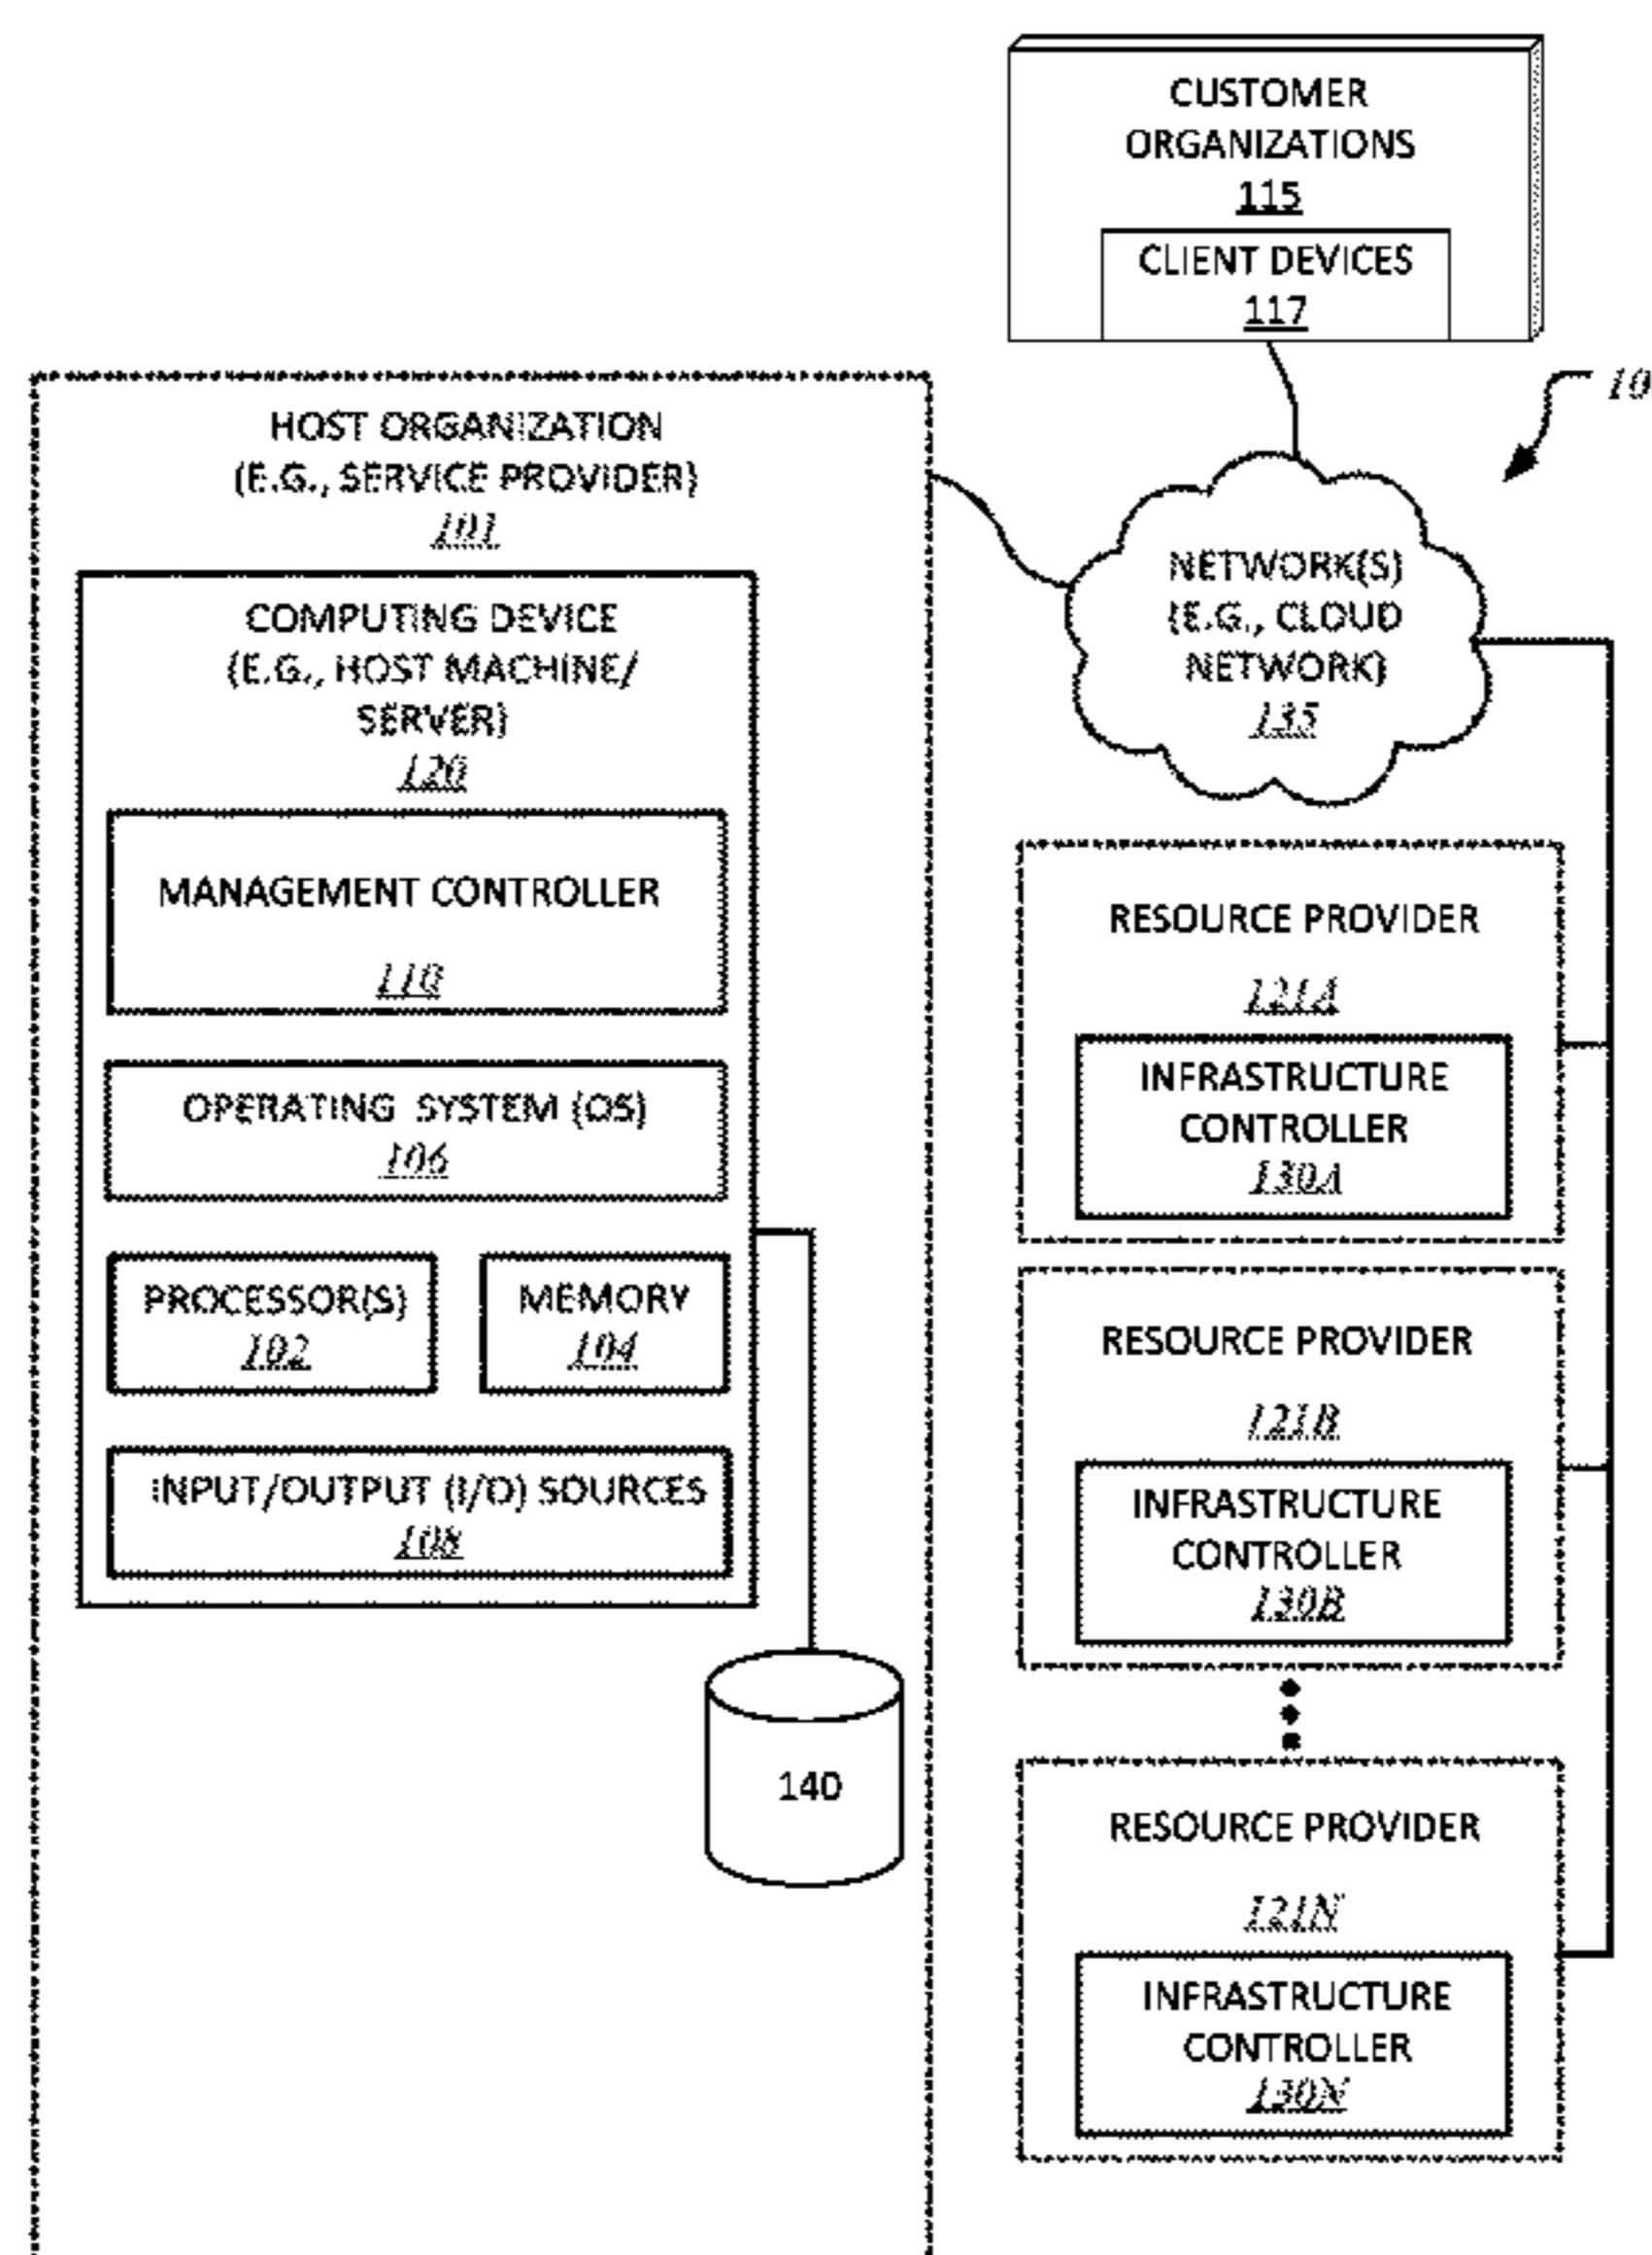 CUSTOMER
ORGANIZATIONS
115
CLIENT DEVICES
117
10
HOST ORGANIZATION
(E.G., SERVICE PROVIDER)
101
COMPUTING DEVICE
(E.G., HOST MACHINE/
SERVER)
120
MANAGEMENT CONTROLLER
110
OPERATING SYSTEM (OS)
106
PROCESSOR(S)
102
MEMORY
104
INPUT/OUTPUT (I/O) SOURCES
108
140
NETWORK(S)
(E.G., CLOUD
NETWORK)
135
RESOURCE PROVIDER
121A
INFRASTRUCTURE
CONTROLLER
130A
RESOURCE PROVIDER
121B
INFRASTRUCTURE
CONTROLLER
130B
RESOURCE PROVIDER
121N
INFRASTRUCTURE
CONTROLLER
130N